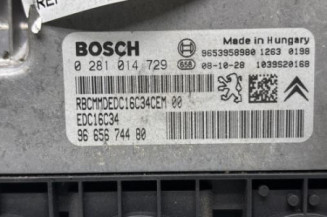 BOSCH
Made in Hungary
9653958980 1263 0198
0 281 014 729
658
08-10-28
1039S20168
RBCMMDEDC16C34CEM 00
EDC16C34
96 656 744 80